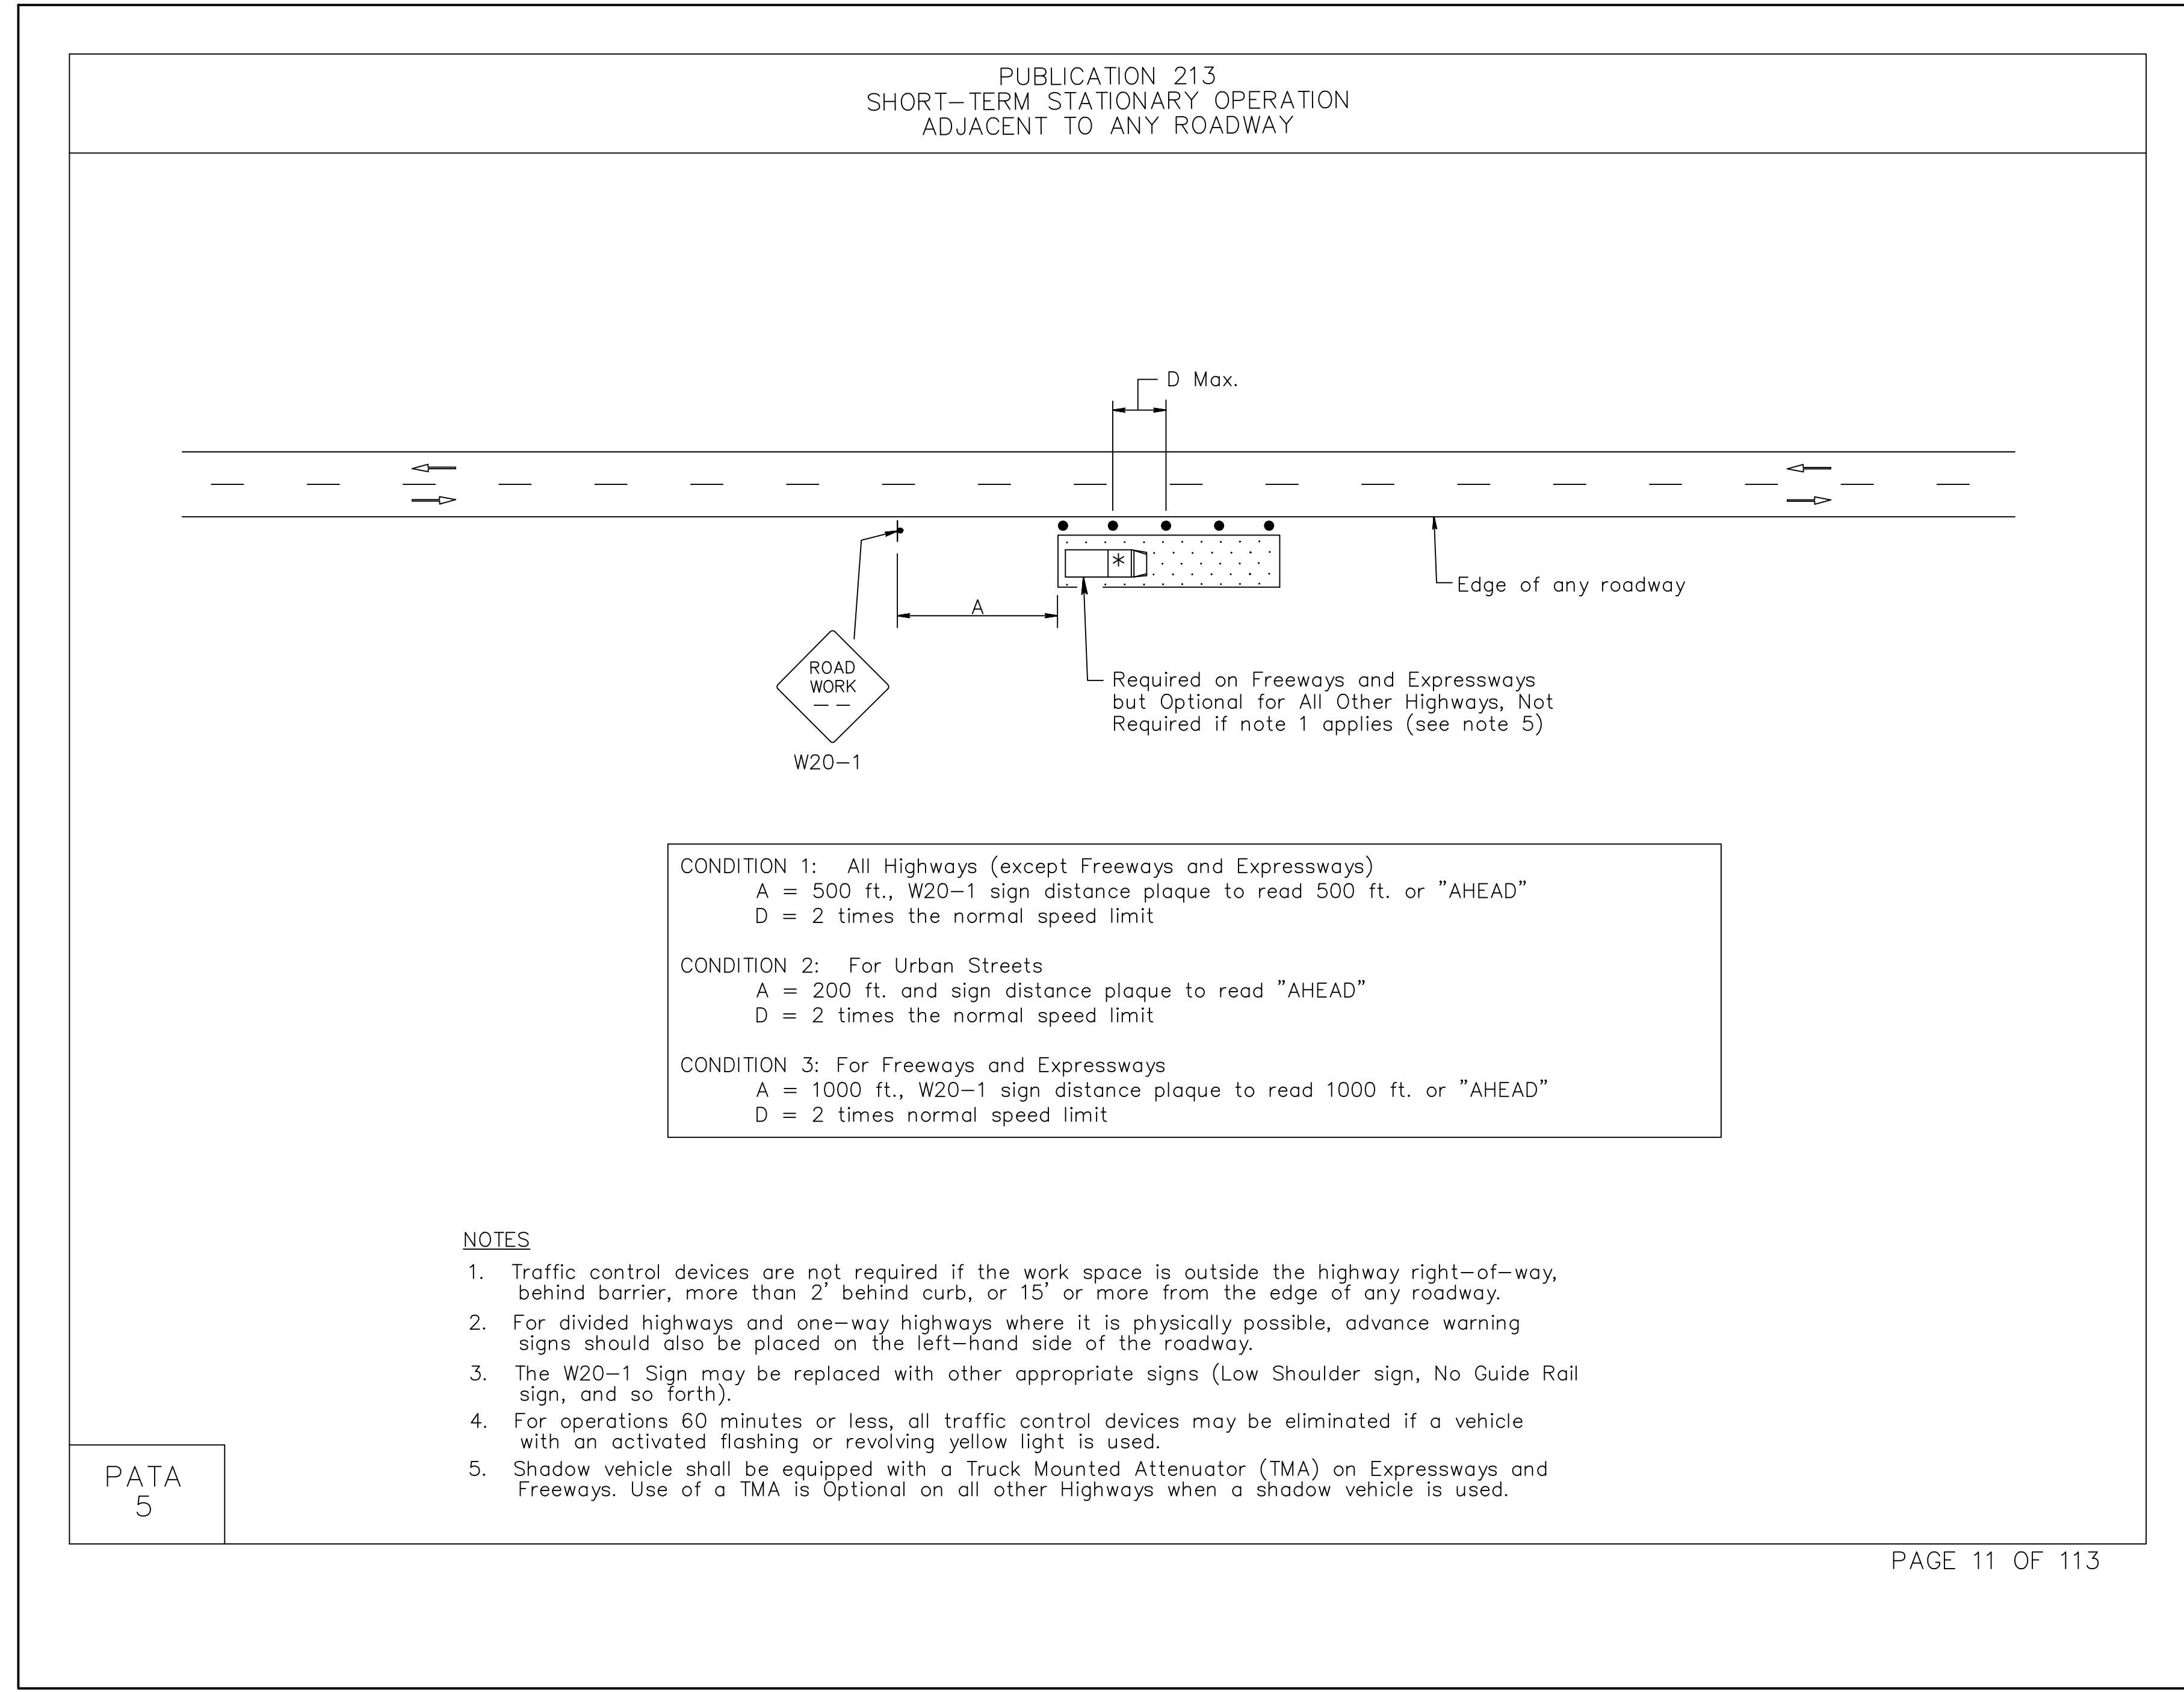 PUBLICATION 213
SHORT-TERM STATIONARY OPERATION
ADJACENT TO ANY ROADWAY
D Max.
Edge of any roadway
A
ROAD
WORK
— —
W20-1
Required on Freeways and Expressways
but Optional for All Other Highways, Not
Required if note 1 applies (see note 5)
CONDITION 1: All Highways (except Freeways and Expressways)
A = 500 ft., W20-1 sign distance plaque to read 500 ft. or "AHEAD"
D = 2 times the normal speed limit
CONDITION 2: For Urban Streets
A = 200 ft. and sign distance plaque to read "AHEAD"
D = 2 times the normal speed limit
CONDITION 3: For Freeways and Expressways
A = 1000 ft., W20-1 sign distance plaque to read 1000 ft. or "AHEAD"
D = 2 times normal speed limit
NOTES
1. Traffic control devices are not required if the work space is outside the highway right-of-way,
behind barrier, more than 2' behind curb, or 15' or more from the edge of any roadway.
2. For divided highways and one-way highways where it is physically possible, advance warning
signs should also be placed on the left-hand side of the roadway.
3. The W20-1 Sign may be replaced with other appropriate signs (Low Shoulder sign, No Guide Rail
sign, and so forth).
4. For operations 60 minutes or less, all traffic control devices may be eliminated if a vehicle
with an activated flashing or revolving yellow light is used.
5. Shadow vehicle shall be equipped with a Truck Mounted Attenuator (TMA) on Expressways and
Freeways. Use of a TMA is Optional on all other Highways when a shadow vehicle is used.
PATA
5
PAGE 11 OF 113